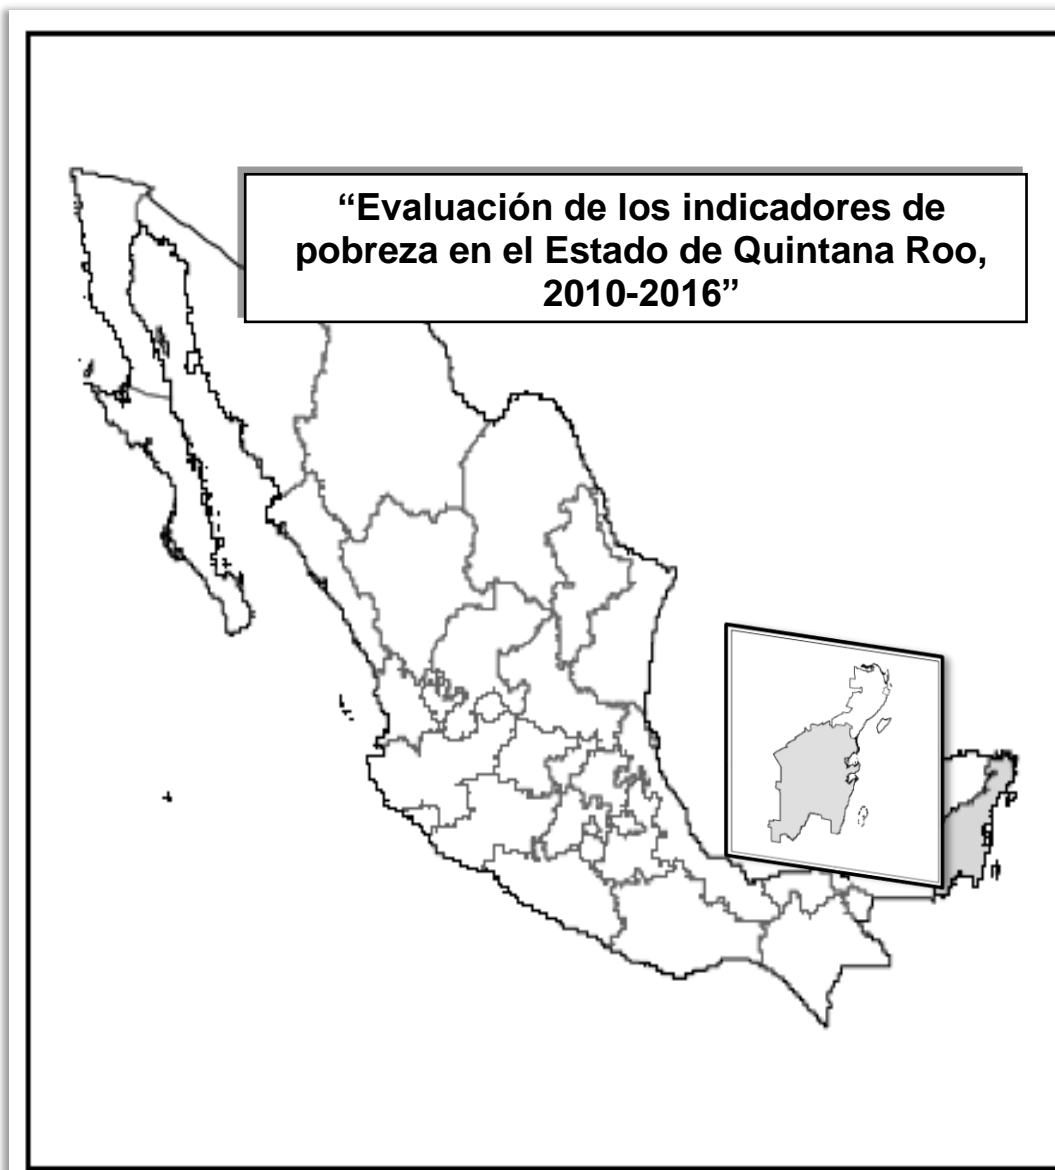 “Evaluación de los indicadores de
pobreza en el Estado de Quintana Roo,
2010-2016”